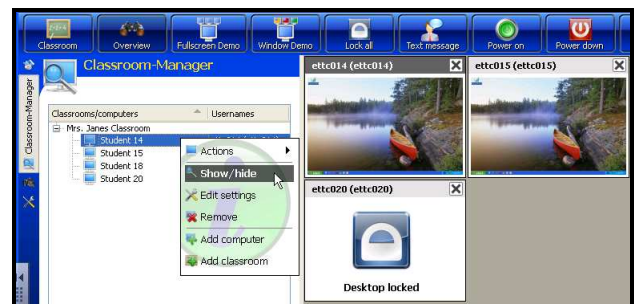 Classroom
Overview
Fullscreen Demo
Window Demo
Lock all
Text message
Power on
Power down
Classroom-Manager
Classroom-Manager
Classrooms/computers
Usernames
Mrs. Janes Classroom
Student 14
Student 15
Student 18
Student 20
Actions
Show/hide
Edit settings
Remove
Add computer
Add classroom
ettc014 (ettc014)
ettc015 (ettc015)
ettc020 (ettc020)
Desktop locked